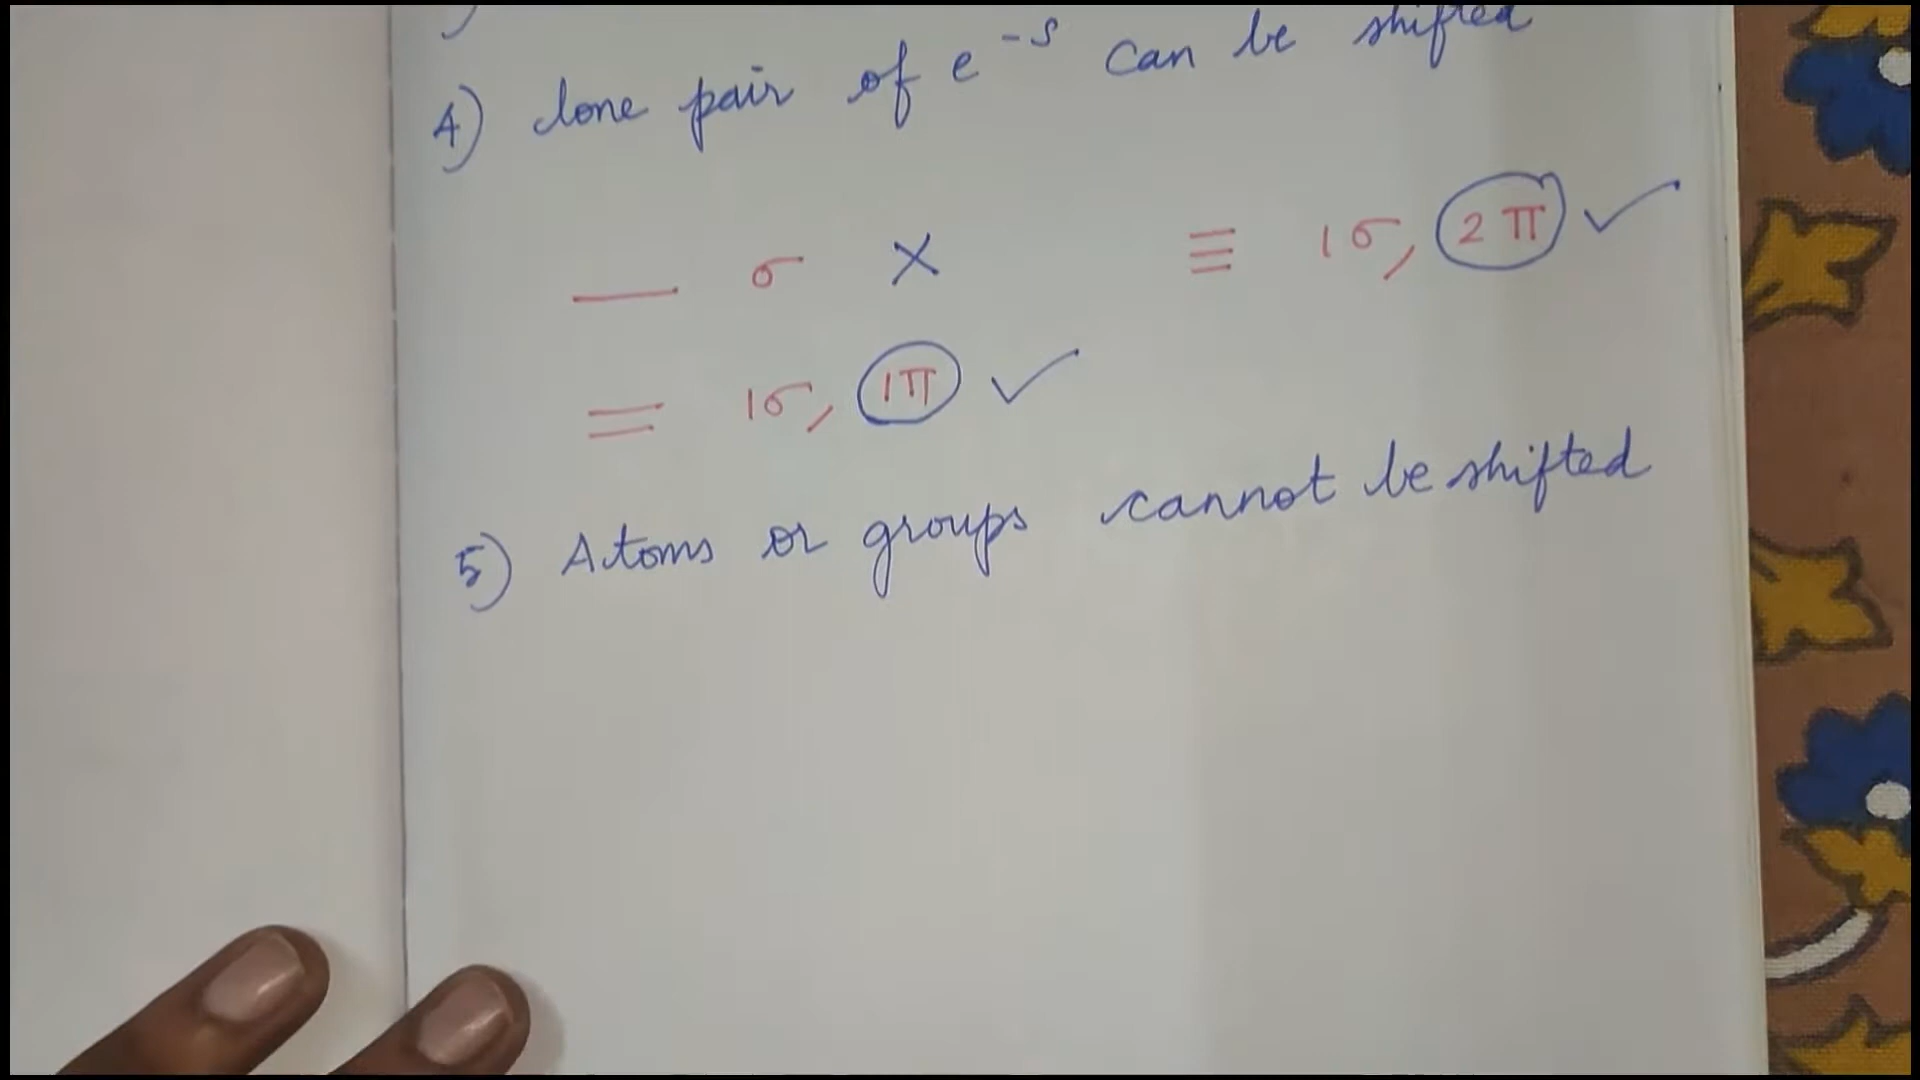 4) lone pair of e⁻s can be shifted
— σ ✗ ≡ 1σ, 2π ✓
= 1σ, 1π ✓
5) Atoms or groups cannot be shifted